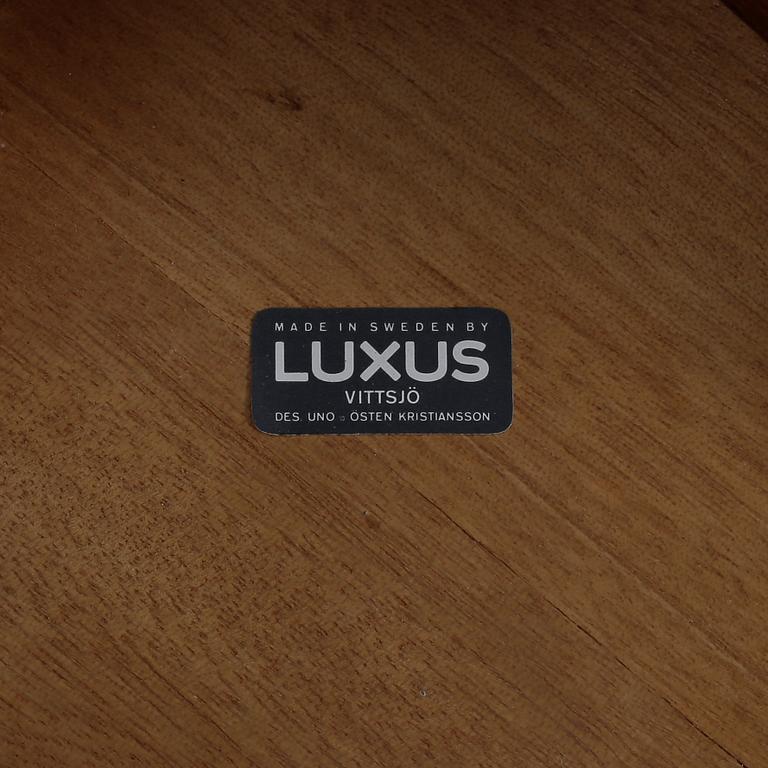 MADE IN SWEDEN BY
LUXUS
VITTSJÖ
DES. UNO & ÖSTEN KRISTIANSSON